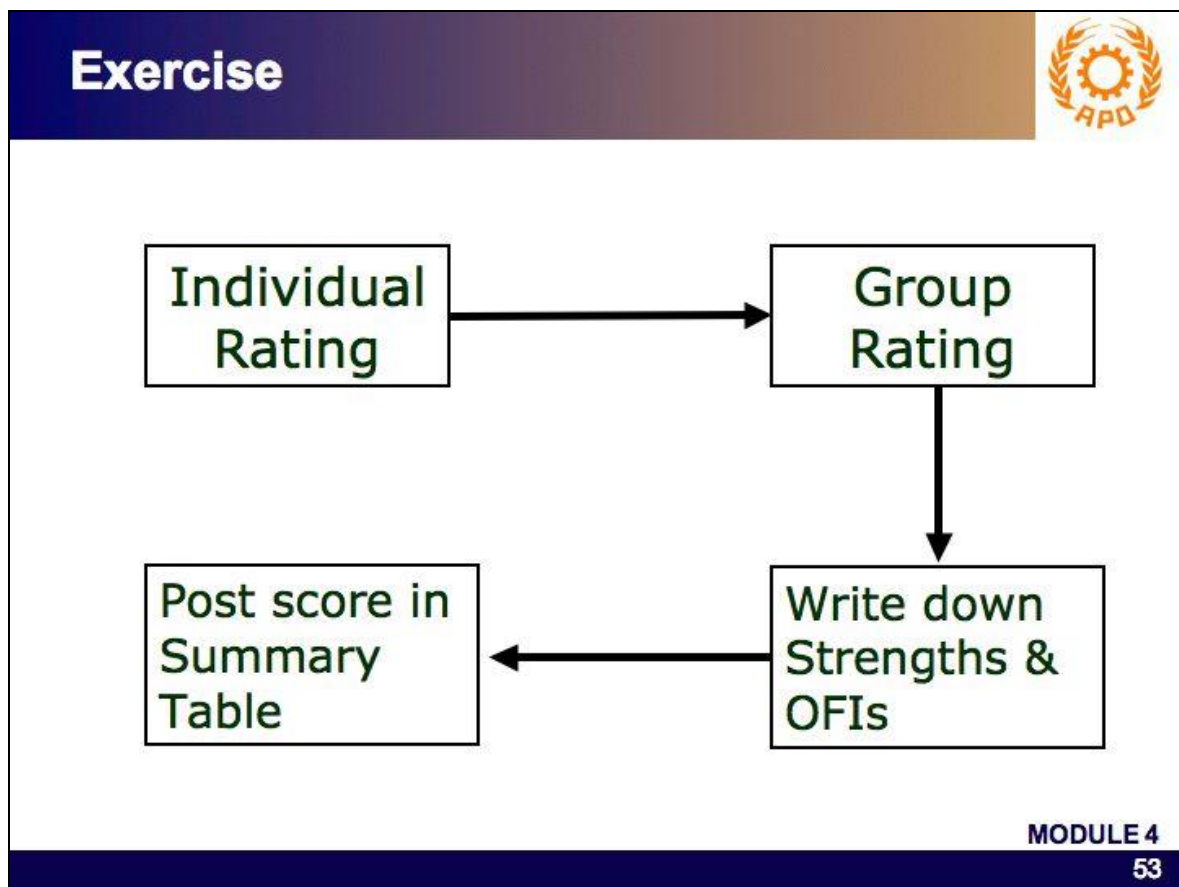 Exercise
APO
Individual
Rating
Group
Rating
Write down
Strengths &
OFIs
Post score in
Summary
Table
MODULE 4
53